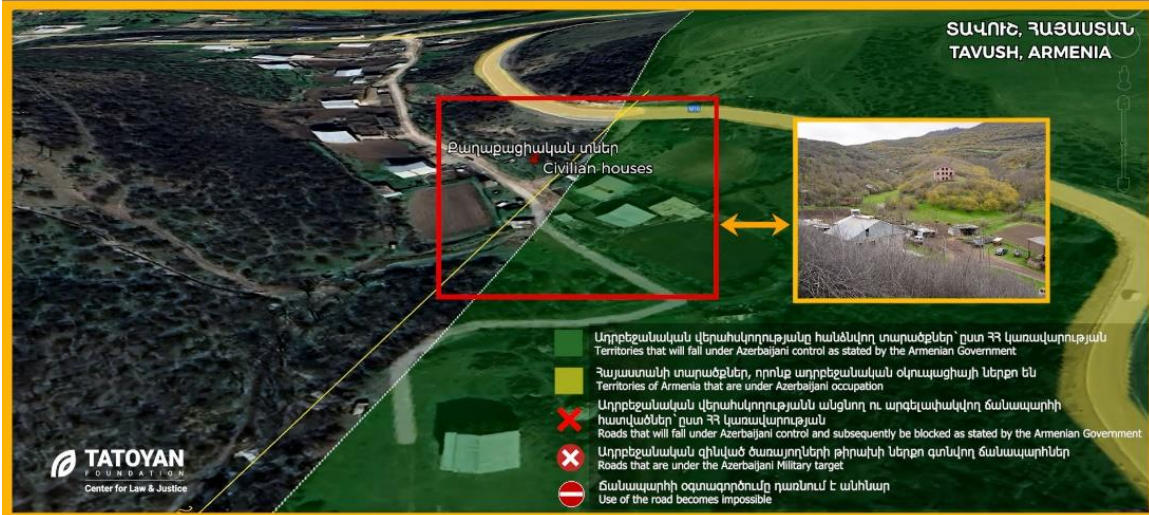 ՏԱՎՈՒՇ, ՀԱՅԱՍՏԱՆ
TAVUSH, ARMENIA
Քաղաքացիական տներ
Civilian houses
Ադրբեջանական վերահսկողությանը հանձնվող տարածքներ՝ ըստ ՀՀ կառավարության
Territories that will fall under Azerbaijani control as stated by the Armenian Government
Հայաստանի տարածքներ, որոնք ադրբեջանական օկուպացիայի ներքո են
Territories of Armenia that are under Azerbaijani occupation
Ադրբեջանական վերահսկողությանն անցնող ու արգելափակվող ճանապարհի
հատվածներ՝ ըստ ՀՀ կառավարության
Roads that will fall under Azerbaijani control and subsequently be blocked as stated by the Armenian Government
Ադրբեջանական զինված ծառայողների թիրախի ներքո գտնվող ճանապարհներ
Roads that are under the Azerbaijani Military target
Ճանապարհի օգտագործումը դառնում է անհնար
Use of the road becomes impossible
TATOYAN
FOUNDATION
Center for Law & Justice